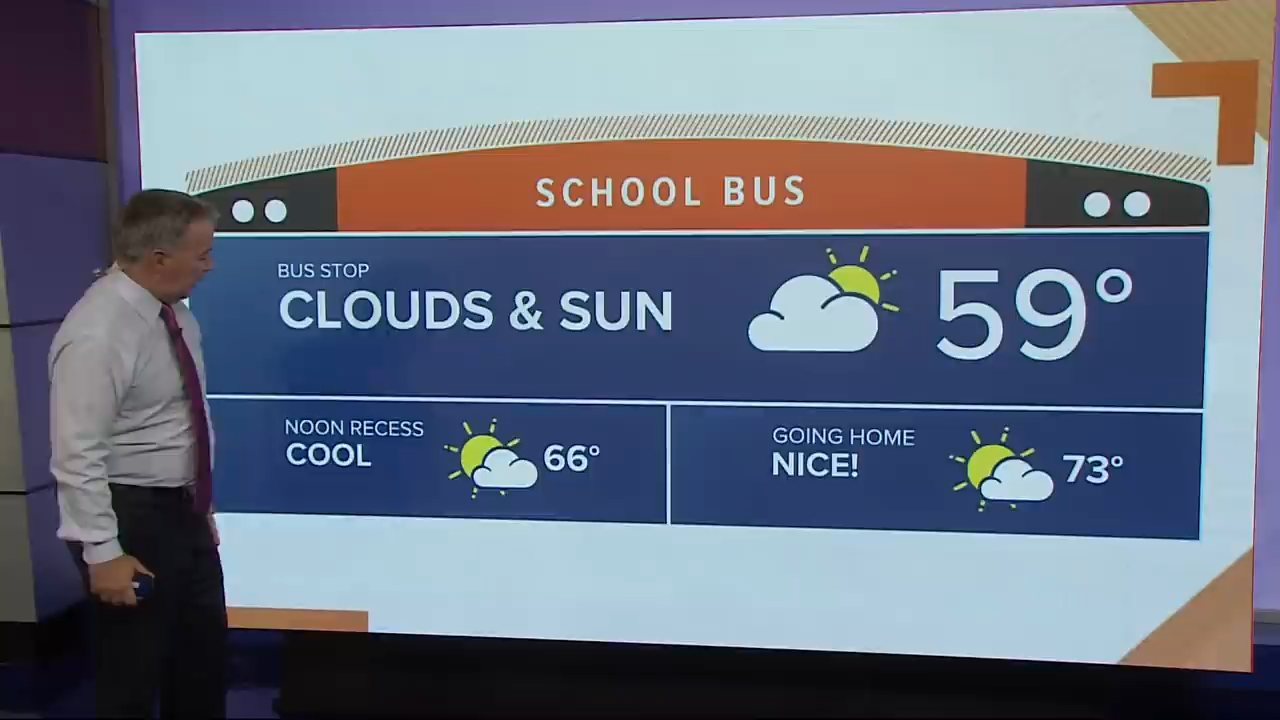 SCHOOL BUS
BUS STOP
CLOUDS & SUN
59°
NOON RECESS
COOL
66°
GOING HOME
NICE!
73°